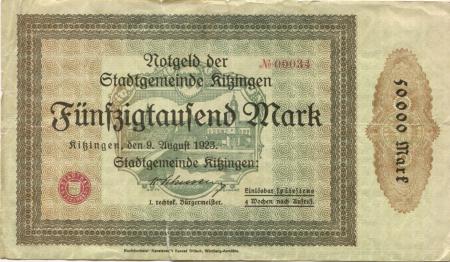 Notgeld der
№ 00034
Stadtgemeinde Kitzingen
Fünfzigtausend Mark
Kitzingen, den 9. August 1923.
Stadtgemeinde Kitzingen:
Einlösbar spätestens
1. rechtsk. Bürgermeister.
4 Wochen nach Aufruf.
50000 Mark